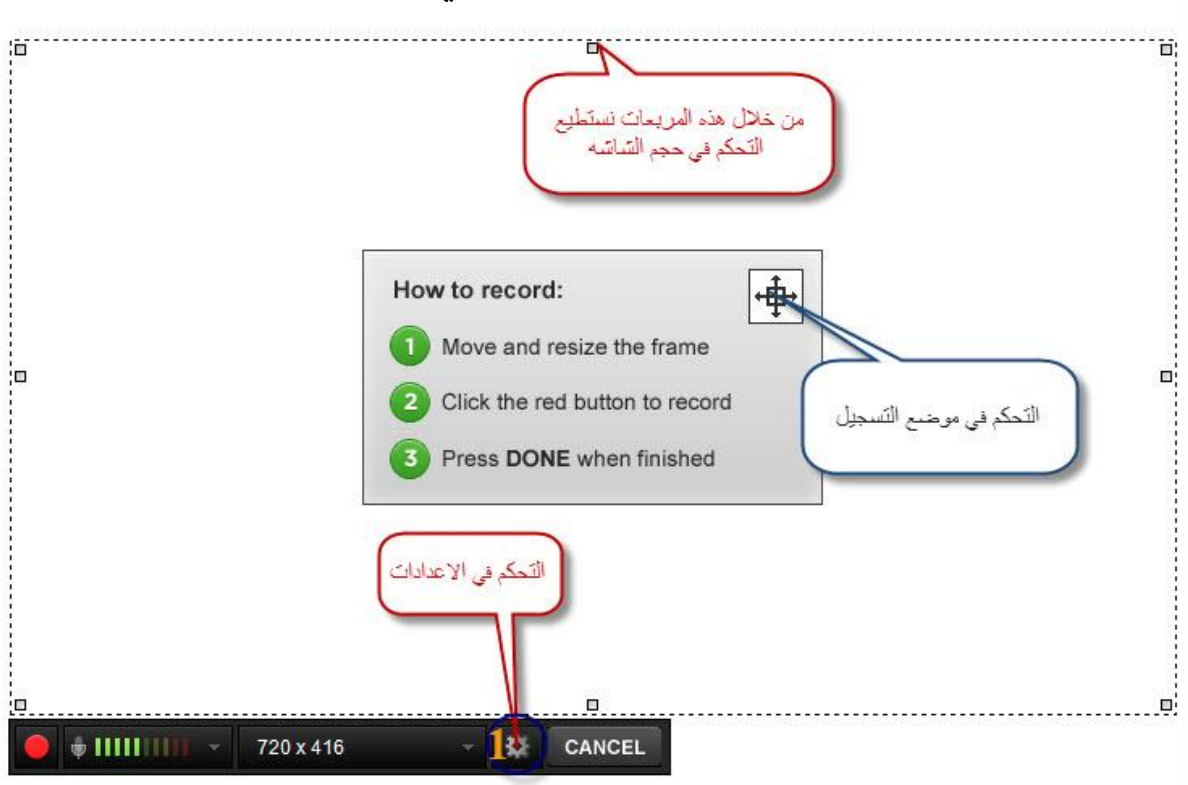 من خلال هذه المربعات نستطيع
التحكم في حجم الشاشه
How to record:
1 Move and resize the frame
2 Click the red button to record
3 Press DONE when finished
التحكم في موضع التسجيل
التحكم في الاعدادات
720 x 416
1
CANCEL